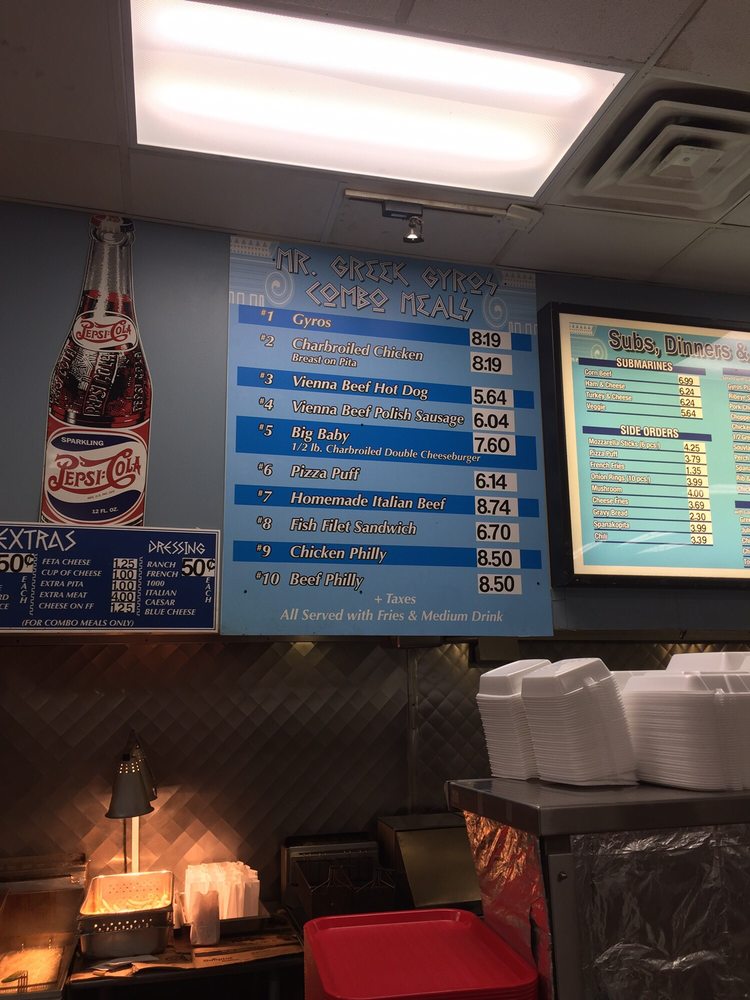 PEPSI-COLA
SPARKLING
PEPSI-COLA
12 FL. OZ.
EXTRAS
50¢
FETA CHEESE 1.25
CUP OF CHEESE 1.00
EXTRA PITA 1.00
EXTRA MEAT 4.00
CHEESE ON FF 1.25
EACH
(FOR COMBO MEALS ONLY)
DRESSING
RANCH 50¢
FRENCH
1000
ITALIAN
CAESAR
BLUE CHEESE
EACH
MR. GREEK GYROS
COMBO MEALS
#1 Gyros 8.19
#2 Charbroiled Chicken 8.19
Breast on Pita
#3 Vienna Beef Hot Dog 5.64
#4 Vienna Beef Polish Sausage 6.04
#5 Big Baby 7.60
1/2 lb. Charbroiled Double Cheeseburger
#6 Pizza Puff 6.14
#7 Homemade Italian Beef 8.74
#8 Fish Filet Sandwich 6.70
#9 Chicken Philly 8.50
#10 Beef Philly 8.50
+ Taxes
All Served with Fries & Medium Drink
Subs, Dinners &
SUBMARINES
Corn Beef 6.99
Ham & Cheese 6.24
Turkey & Cheese 6.24
Veggie 5.64
SIDE ORDERS
Mozzarella Sticks (6 pcs.) 4.25
Pizza Puff 3.79
French Fries 1.35
Onion Rings (10 pcs.) 3.99
Mushroom 4.00
Cheese Fries 3.69
Gravy Bread 2.30
Spanakopita 3.99
Chili 3.39